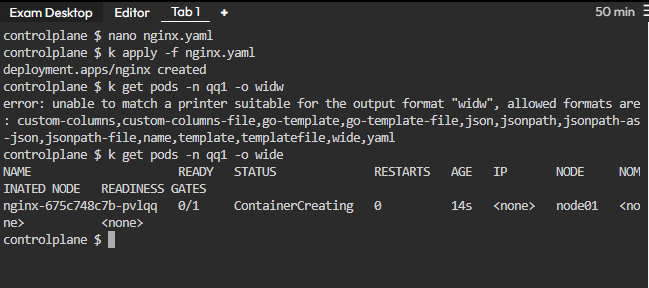 Exam Desktop Editor Tab 1 + 50 min
controlplane $ nano nginx.yaml
controlplane $ k apply -f nginx.yaml
deployment.apps/nginx created
controlplane $ k get pods -n qq1 -o widw
error: unable to match a printer suitable for the output format "widw", allowed formats are
: custom-columns,custom-columns-file,go-template,go-template-file,json,jsonpath,jsonpath-as
-json,jsonpath-file,name,template,templatefile,wide,yaml
controlplane $ k get pods -n qq1 -o wide
NAME READY STATUS RESTARTS AGE IP NODE NOM
INATED NODE READINESS GATES
nginx-675c748c7b-pvlqq 0/1 ContainerCreating 0 14s <none> node01 <no
ne> <none>
controlplane $